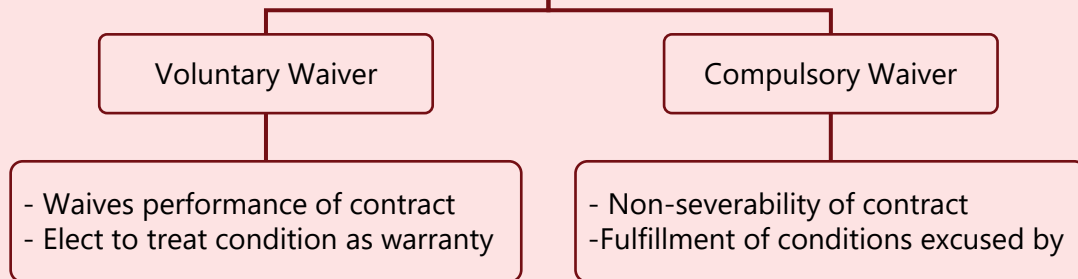 Voluntary Waiver
Compulsory Waiver
- Waives performance of contract
- Elect to treat condition as warranty
- Non-severability of contract
-Fulfillment of conditions excused by